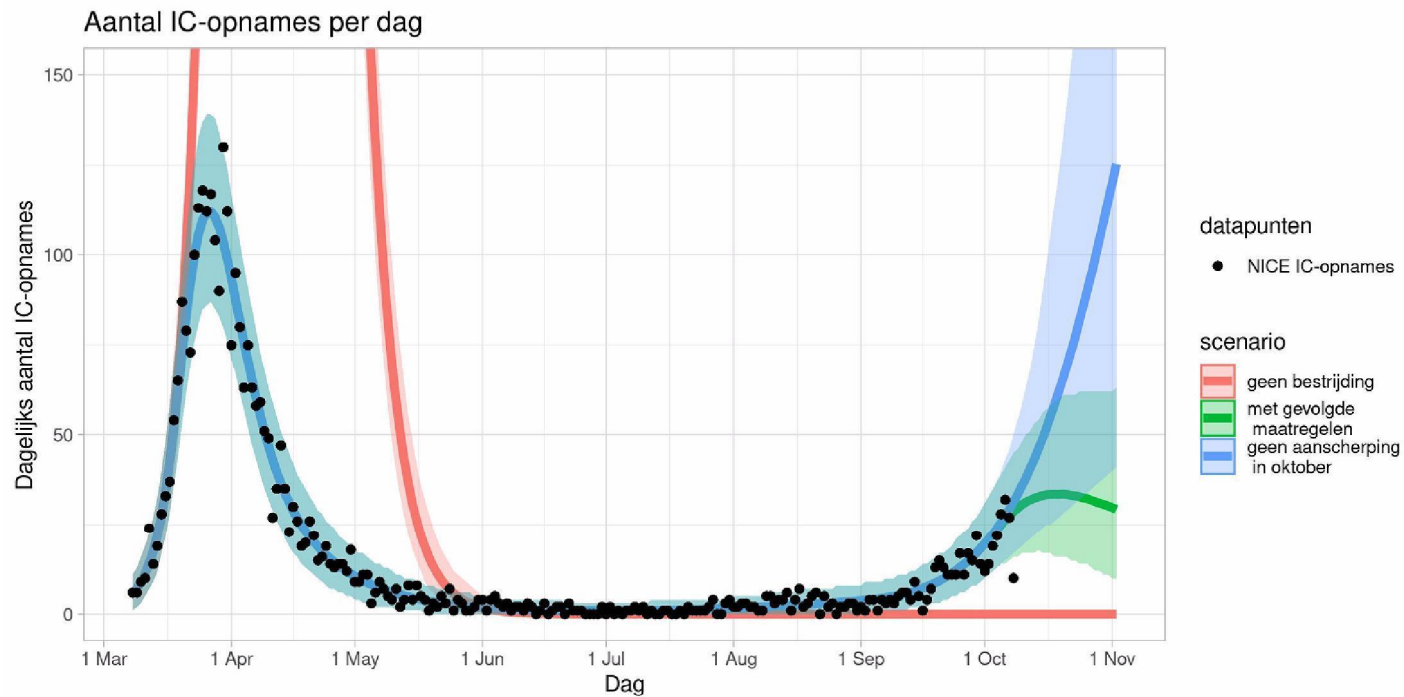 Aantal IC-opnames per dag
150
100
50
0
Dagelijks aantal IC-opnames
1 Mar
1 Apr
1 May
1 Jun
1 Jul
1 Aug
1 Sep
1 Oct
1 Nov
Dag
datapunten
NICE IC-opnames
scenario
geen bestrijding
met gevolgde
maatregelen
geen aanscherping
in oktober